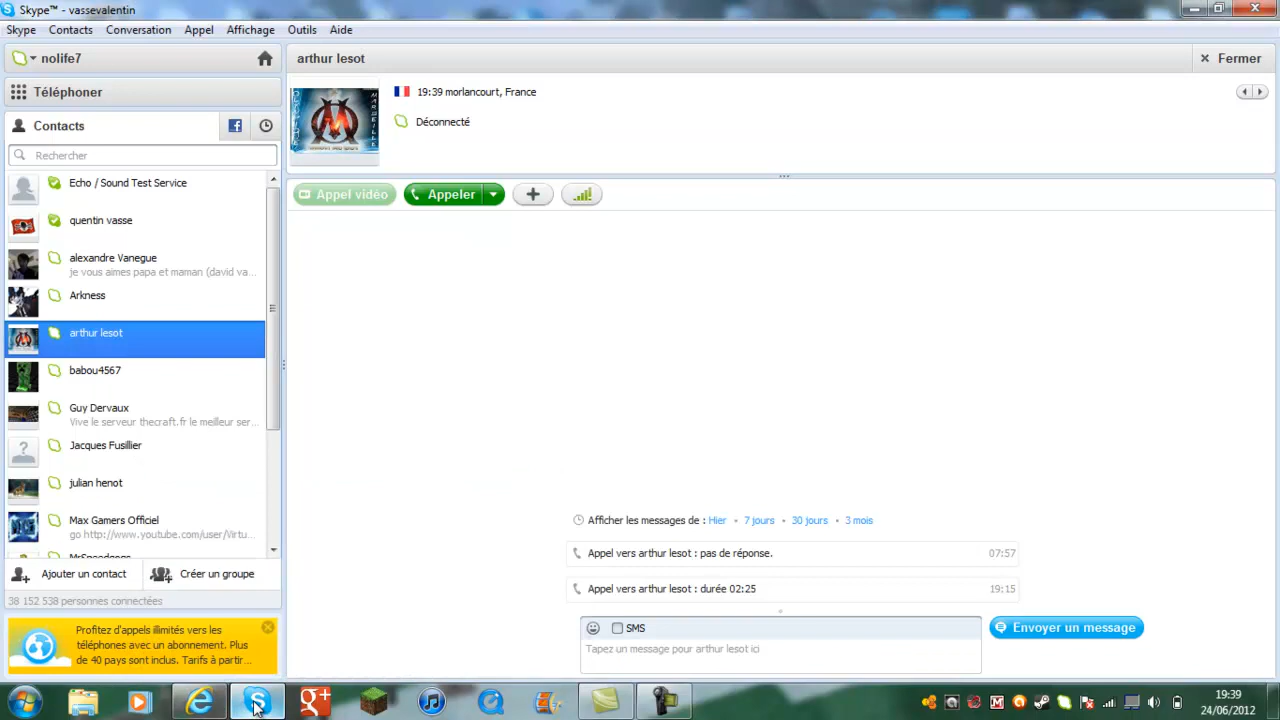 Skype™ - vassevalentin
Skype Contacts Conversation Appel Affichage Outils Aide
nolife7
Téléphoner
Contacts
Rechercher
Echo / Sound Test Service
quentin vasse
alexandre Vanegue
je vous aimes papa et maman (david va...
Arkness
arthur lesot
babou4567
Guy Dervaux
Vive le serveur thecraft.fr le meilleur ser...
Jacques Fusillier
julian henot
Max Gamers Officiel
go http://www.youtube.com/user/Virtu...
Ajouter un contact
Créer un groupe
38 152 538 personnes connectées
Profitez d'appels illimités vers les
téléphones avec un abonnement. Plus
de 40 pays sont inclus. Tarifs à partir...
arthur lesot
Fermer
19:39 morlancourt, France
Déconnecté
Appel vidéo
Appeler
Afficher les messages de : Hier • 7 jours • 30 jours • 3 mois
Appel vers arthur lesot : pas de réponse. 07:57
Appel vers arthur lesot : durée 02:25 19:15
SMS
Tapez un message pour arthur lesot ici
Envoyer un message
19:39
24/06/2012